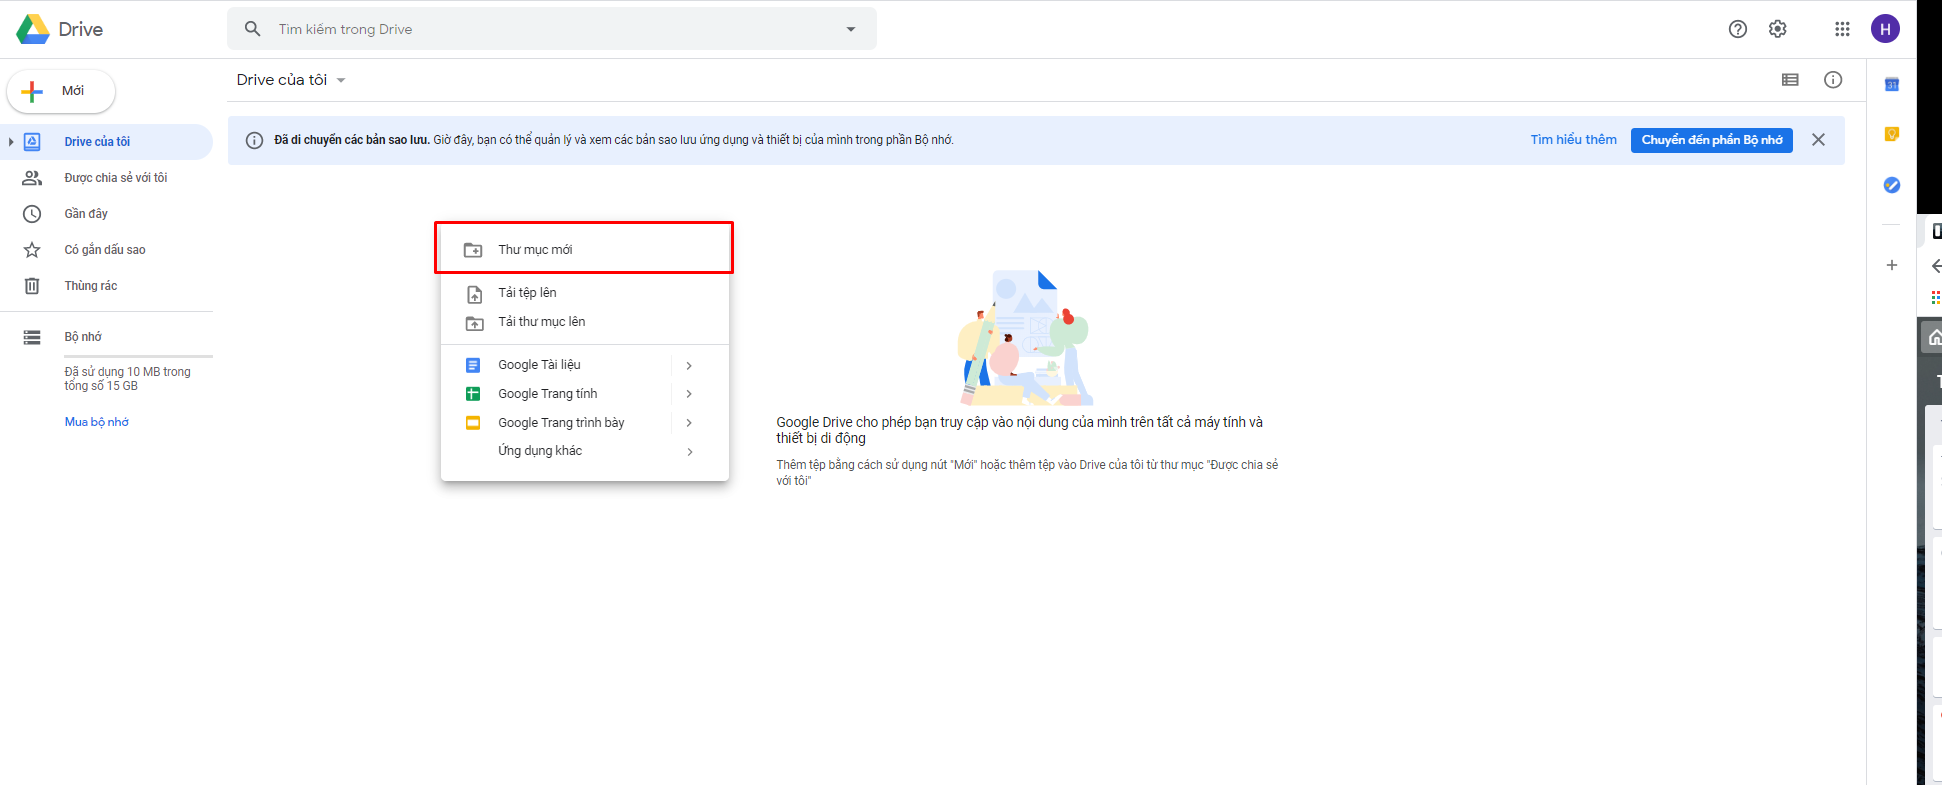 Drive
Tìm kiếm trong Drive
H
Mới
Drive của tôi
31
Drive của tôi
Được chia sẻ với tôi
Gần đây
Có gắn dấu sao
Thùng rác
Bộ nhớ
Đã sử dụng 10 MB trong
tổng số 15 GB
Mua bộ nhớ
Đã di chuyển các bản sao lưu. Giờ đây, bạn có thể quản lý và xem các bản sao lưu ứng dụng và thiết bị của mình trong phần Bộ nhớ.
Tìm hiểu thêm
Chuyển đến phần Bộ nhớ
Thư mục mới
Tải tệp lên
Tải thư mục lên
Google Tài liệu
Google Trang tính
Google Trang trình bày
Ứng dụng khác
Google Drive cho phép bạn truy cập vào nội dung của mình trên tất cả máy tính và
thiết bị di động
Thêm tệp bằng cách sử dụng nút "Mới" hoặc thêm tệp vào Drive của tôi từ thư mục "Được chia sẻ
với tôi"